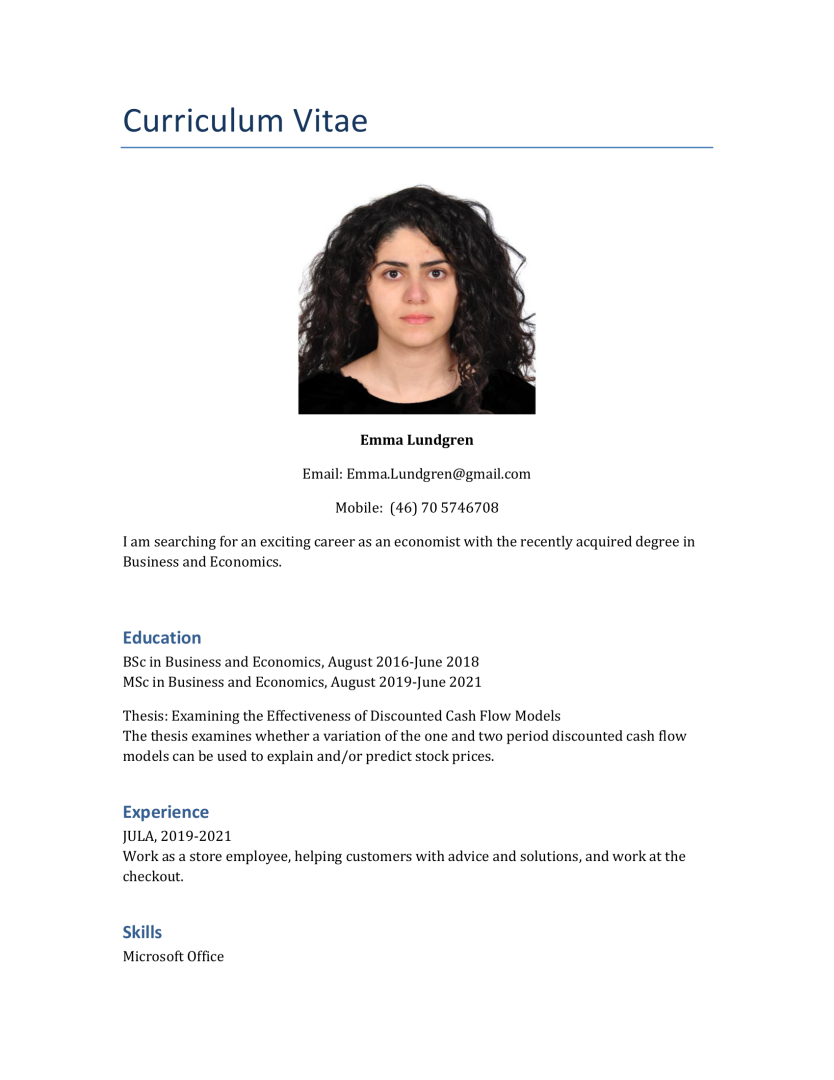 Curriculum Vitae
Emma Lundgren
Email: Emma.Lundgren@gmail.com
Mobile:  (46) 70 5746708
I am searching for an exciting career as an economist with the recently acquired degree in
Business and Economics.
Education
BSc in Business and Economics, August 2016-June 2018
MSc in Business and Economics, August 2019-June 2021
Thesis: Examining the Effectiveness of Discounted Cash Flow Models
The thesis examines whether a variation of the one and two period discounted cash flow
models can be used to explain and/or predict stock prices.
Experience
JULA, 2019-2021
Work as a store employee, helping customers with advice and solutions, and work at the
checkout.
Skills
Microsoft Office